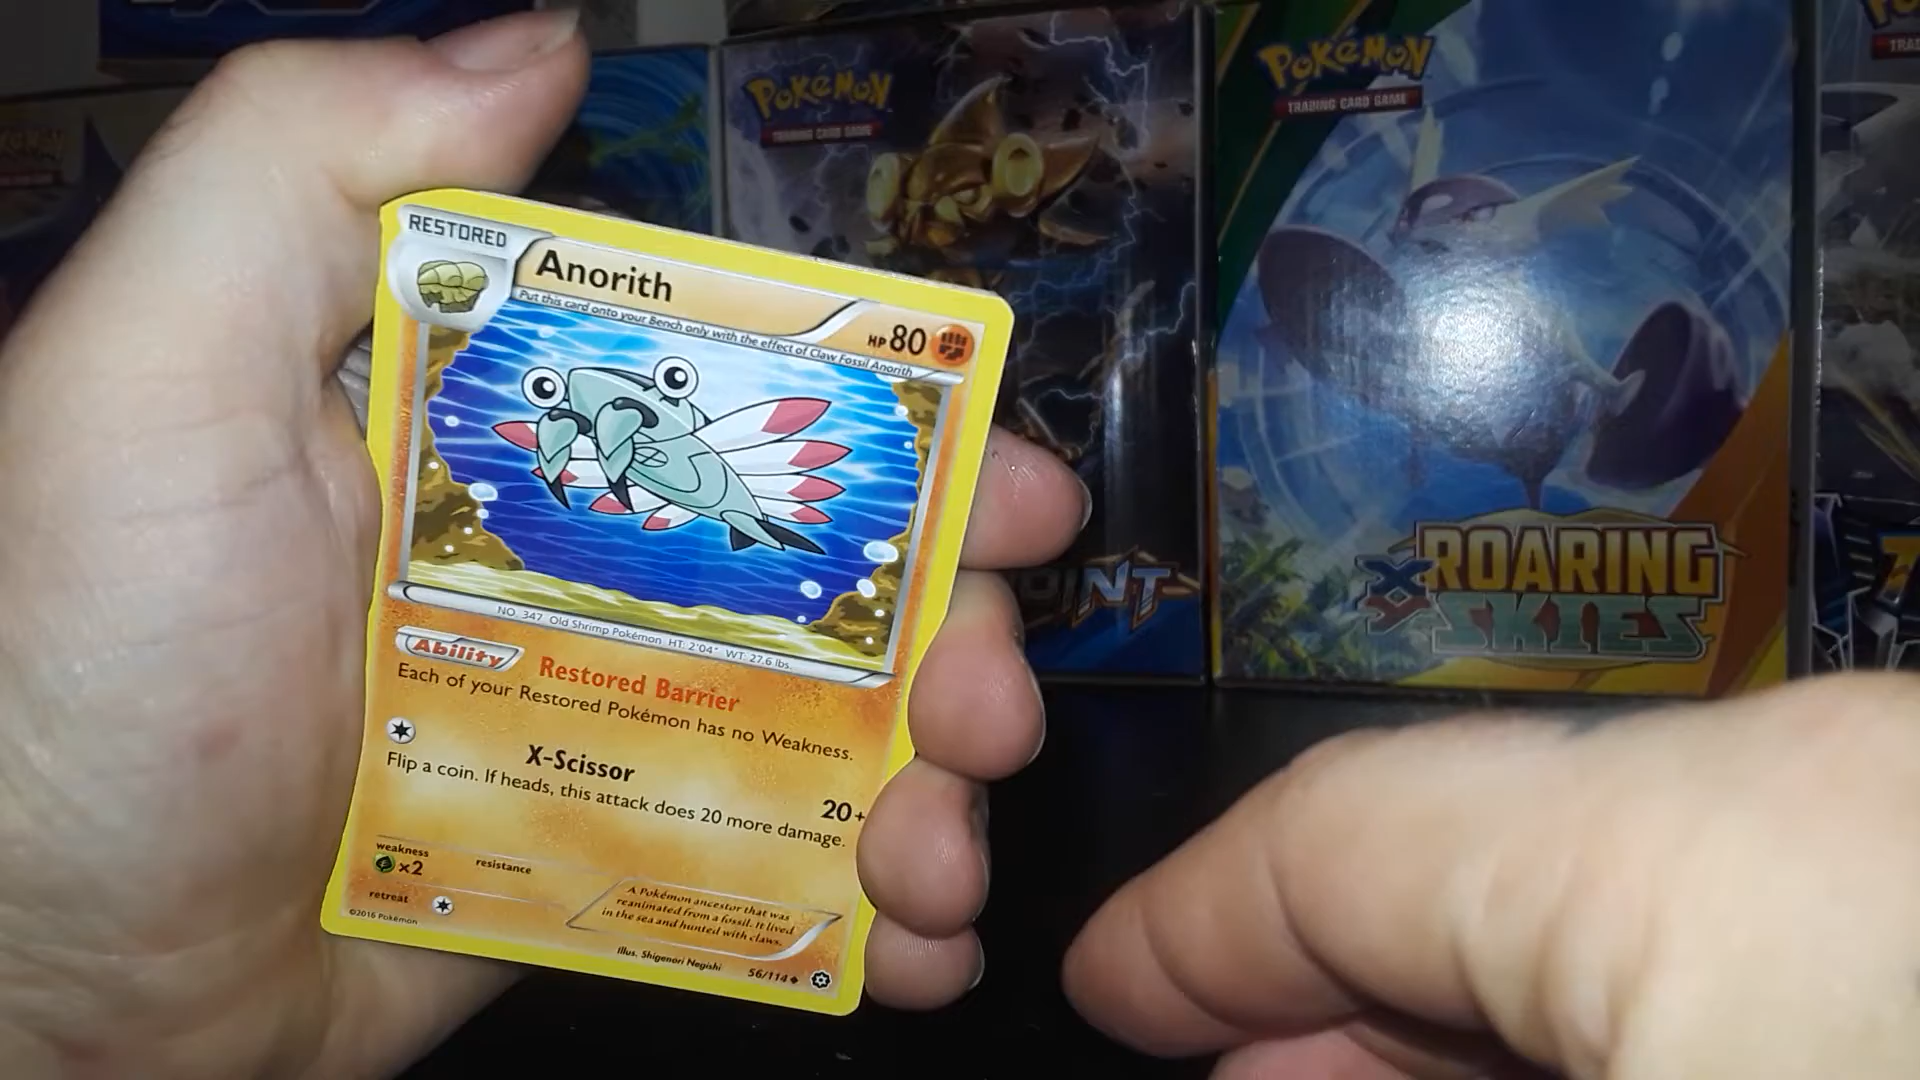 RESTORED
Anorith
Put this card onto your Bench only with the effect of Claw Fossil Anorith
HP 80
NO. 347 Old Shrimp Pokémon HT: 2'04" WT: 27.6 lbs.
Ability
Restored Barrier
Each of your Restored Pokémon has no Weakness.
X-Scissor
20+
Flip a coin. If heads, this attack does 20 more damage.
weakness
×2
resistance
retreat
A Pokémon ancestor that was
reanimated from a fossil. It lived
in the sea and hunted with claws.
©2016 Pokémon
Illus. Shigenori Negishi
56/114
POKéMON
TRADING CARD GAME
POINT
POKéMON
TRADING CARD GAME
XY
ROARING
SKIES